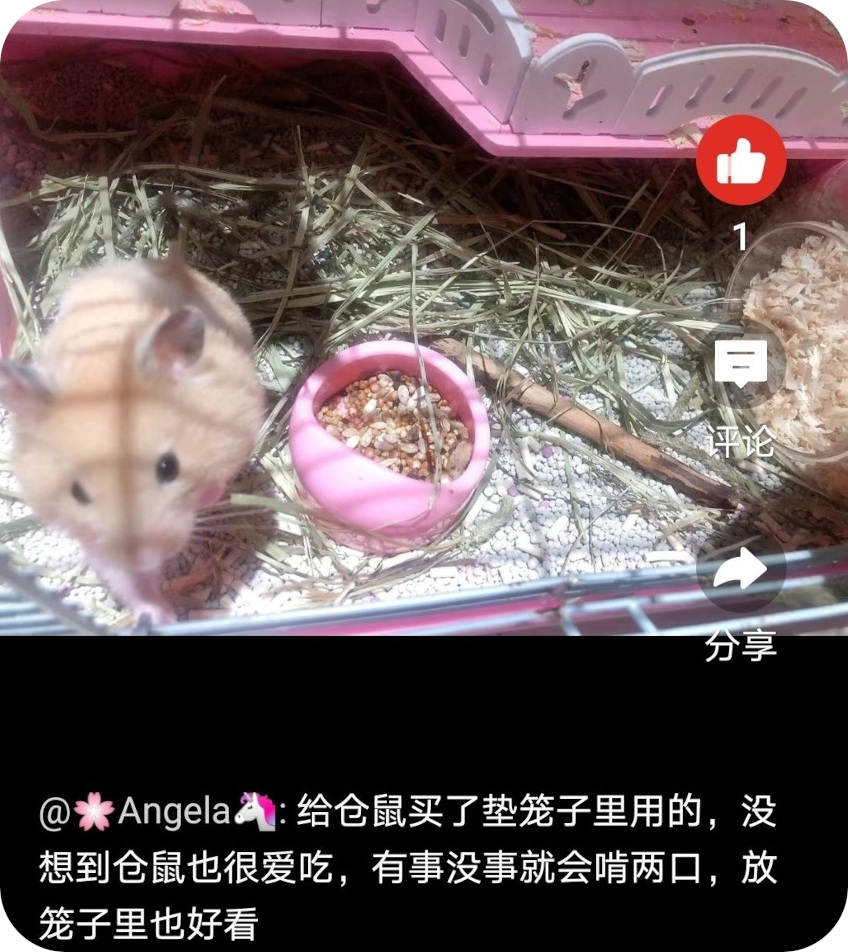 1
评论
分享
@🌸Angela🦄: 给仓鼠买了垫笼子里用的，没
想到仓鼠也很爱吃，有事没事就会啃两口，放
笼子里也好看